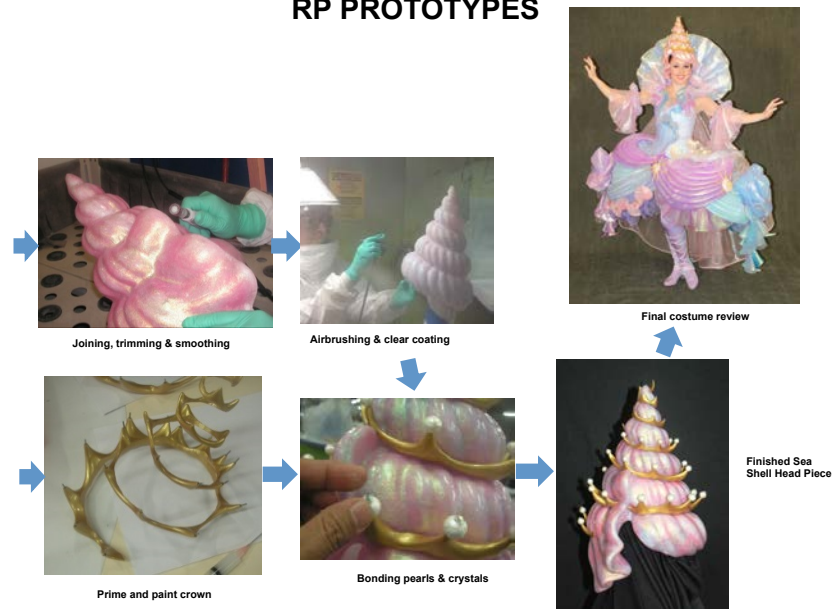 RP PROTOTYPES
Joining, trimming & smoothing
Airbrushing & clear coating
Final costume review
Prime and paint crown
Bonding pearls & crystals
Finished Sea
Shell Head Piece